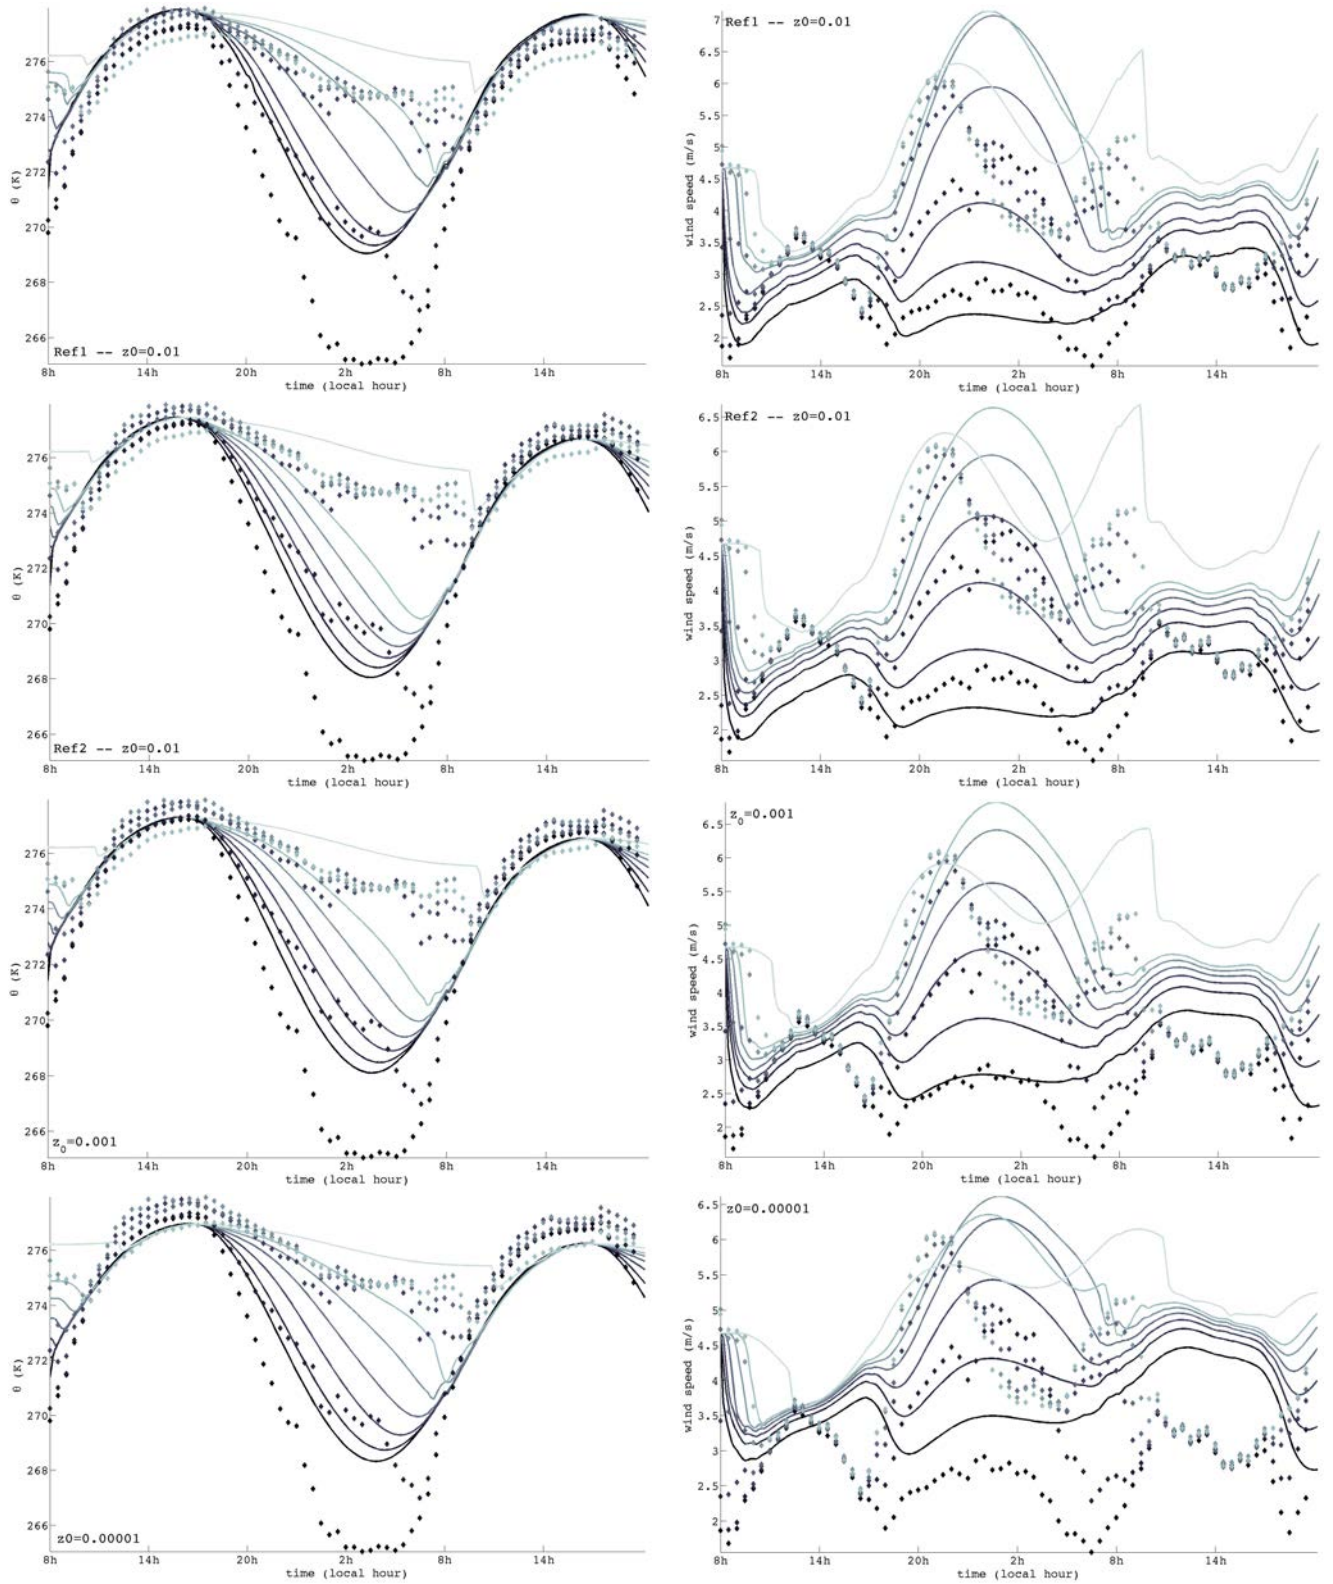 276
274
272
270
268
266
θ (K)
Ref1 -- z0=0.01
8h 14h 20h 2h 8h 14h
time (local hour)
7
6.5
6
5.5
5
4.5
4
3.5
3
2.5
2
wind speed (m/s)
Ref1 -- z0=0.01
8h 14h 20h 2h 8h 14h
time (local hour)
276
274
272
270
268
266
θ (K)
Ref2 -- z0=0.01
8h 14h 20h 2h 8h 14h
time (local hour)
6.5
6
5.5
5
4.5
4
3.5
3
2.5
2
wind speed (m/s)
Ref2 -- z0=0.01
8h 14h 20h 2h 8h 14h
time (local hour)
276
274
272
270
268
266
θ (K)
z₀=0.001
8h 14h 20h 2h 8h 14h
time (local hour)
z₀=0.001
6.5
6
5.5
5
4.5
4
3.5
3
2.5
2
wind speed (m/s)
8h 14h 20h 2h 8h 14h
time (local hour)
276
274
272
270
268
266
θ (K)
z0=0.00001
8h 14h 20h 2h 8h 14h
time (local hour)
6.5
z0=0.00001
6
5.5
5
4.5
4
3.5
3
2.5
2
wind speed (m/s)
8h 14h 20h 2h 8h 14h
time (local hour)